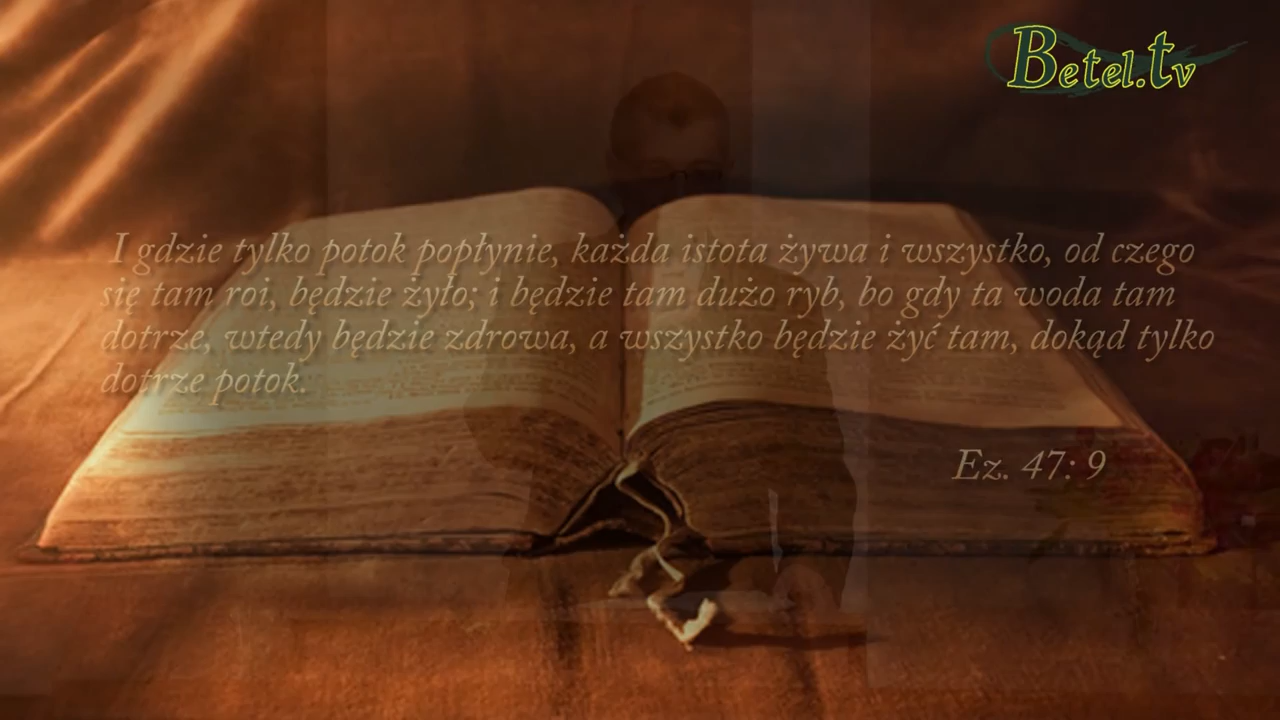 Betel.tv
I gdzie tylko potok popłynie, każda istota żywa i wszystko, od czego
się tam roi, będzie żyło; i będzie tam dużo ryb, bo gdy ta woda tam
dotrze, wtedy będzie zdrowa, a wszystko będzie żyć tam, dokąd tylko
dotrze potok.
Ez. 47: 9